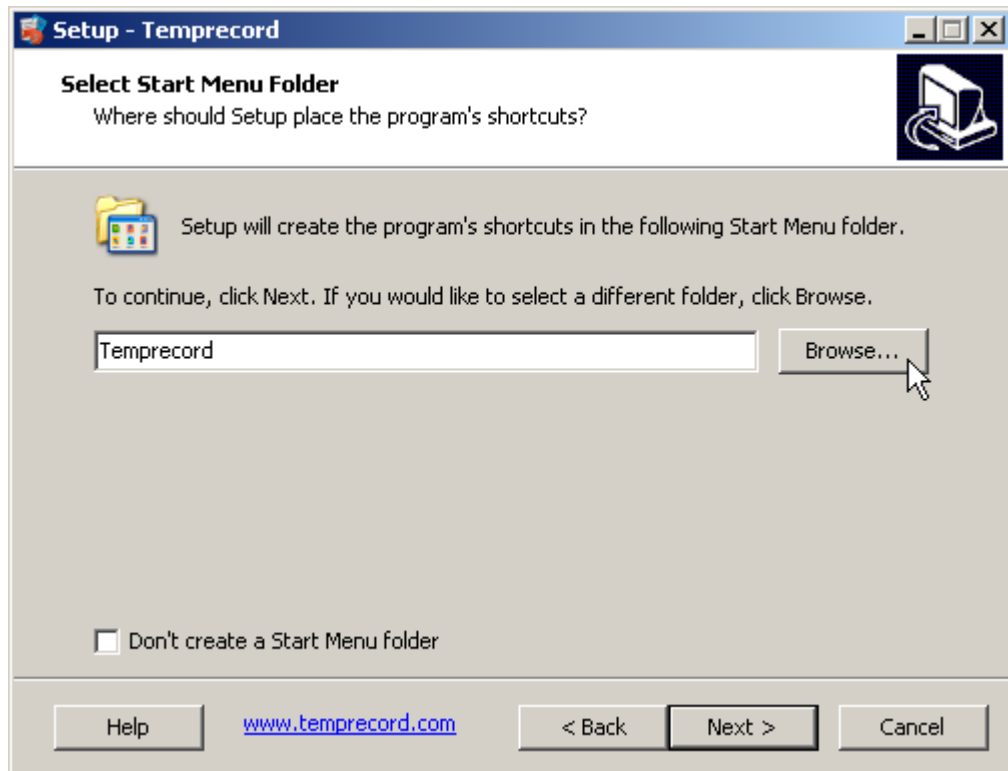 Setup - Temprecord
Select Start Menu Folder
Where should Setup place the program's shortcuts?
Setup will create the program's shortcuts in the following Start Menu folder.
To continue, click Next. If you would like to select a different folder, click Browse.
Temprecord
Browse...
Don't create a Start Menu folder
Help
www.temprecord.com
< Back
Next >
Cancel